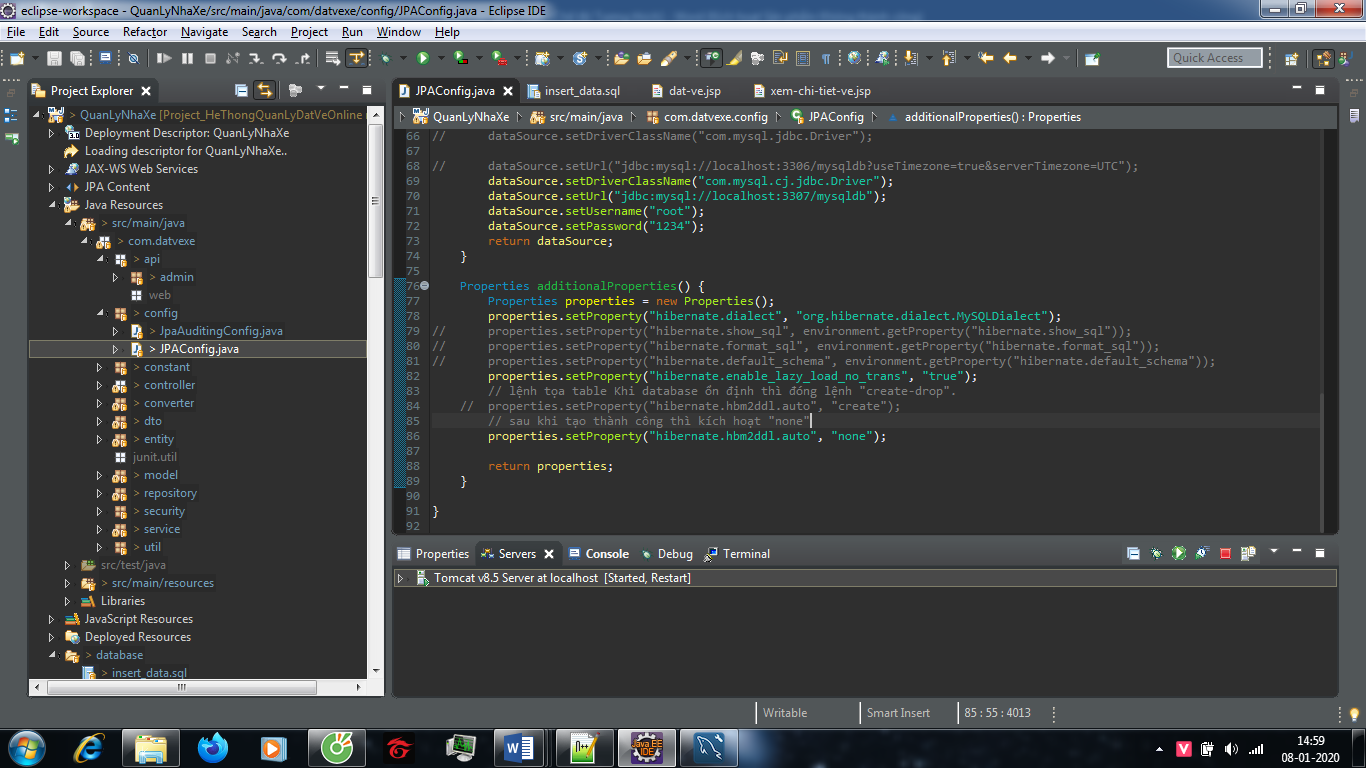 eclipse-workspace - QuanLyNhaXe/src/main/java/com/datvexe/config/JPAConfig.java - Eclipse IDE
File Edit Source Refactor Navigate Search Project Run Window Help
Quick Access
Project Explorer
> QuanLyNhaXe [Project_HeThongQuanLyDatVeOnline
Deployment Descriptor: QuanLyNhaXe
Loading descriptor for QuanLyNhaXe..
JAX-WS Web Services
JPA Content
Java Resources
> src/main/java
> com.datvexe
> api
> admin
web
> config
> JpaAuditingConfig.java
> JPAConfig.java
> constant
> controller
> converter
> dto
> entity
junit.util
> model
> repository
> security
> service
> util
src/test/java
> src/main/resources
Libraries
JavaScript Resources
Deployed Resources
> database
> insert_data.sql
JPAConfig.java insert_data.sql dat-ve.jsp xem-chi-tiet-ve.jsp
QuanLyNhaXe src/main/java com.datvexe.config JPAConfig additionalProperties() : Properties
66 // dataSource.setDriverClassName("com.mysql.jdbc.Driver");
67
68 // dataSource.setUrl("jdbc:mysql://localhost:3306/mysqldb?useTimezone=true&serverTimezone=UTC");
69 dataSource.setDriverClassName("com.mysql.cj.jdbc.Driver");
70 dataSource.setUrl("jdbc:mysql://localhost:3307/mysqldb");
71 dataSource.setUsername("root");
72 dataSource.setPassword("1234");
73 return dataSource;
74 }
75
76 Properties additionalProperties() {
77 Properties properties = new Properties();
78 properties.setProperty("hibernate.dialect", "org.hibernate.dialect.MySQLDialect");
79 // properties.setProperty("hibernate.show_sql", environment.getProperty("hibernate.show_sql"));
80 // properties.setProperty("hibernate.format_sql", environment.getProperty("hibernate.format_sql"));
81 // properties.setProperty("hibernate.default_schema", environment.getProperty("hibernate.default_schema"));
82 properties.setProperty("hibernate.enable_lazy_load_no_trans", "true");
83 // lệnh tọa table Khi database ổn định thì đóng lệnh "create-drop".
84 // properties.setProperty("hibernate.hbm2ddl.auto", "create");
85 // sau khi tạo thành công thì kích hoạt "none"
86 properties.setProperty("hibernate.hbm2ddl.auto", "none");
87
88 return properties;
89 }
90
91 }
92
Properties Servers Console Debug Terminal
Tomcat v8.5 Server at localhost [Started, Restart]
Writable Smart Insert 85 : 55 : 4013
14:59
08-01-2020